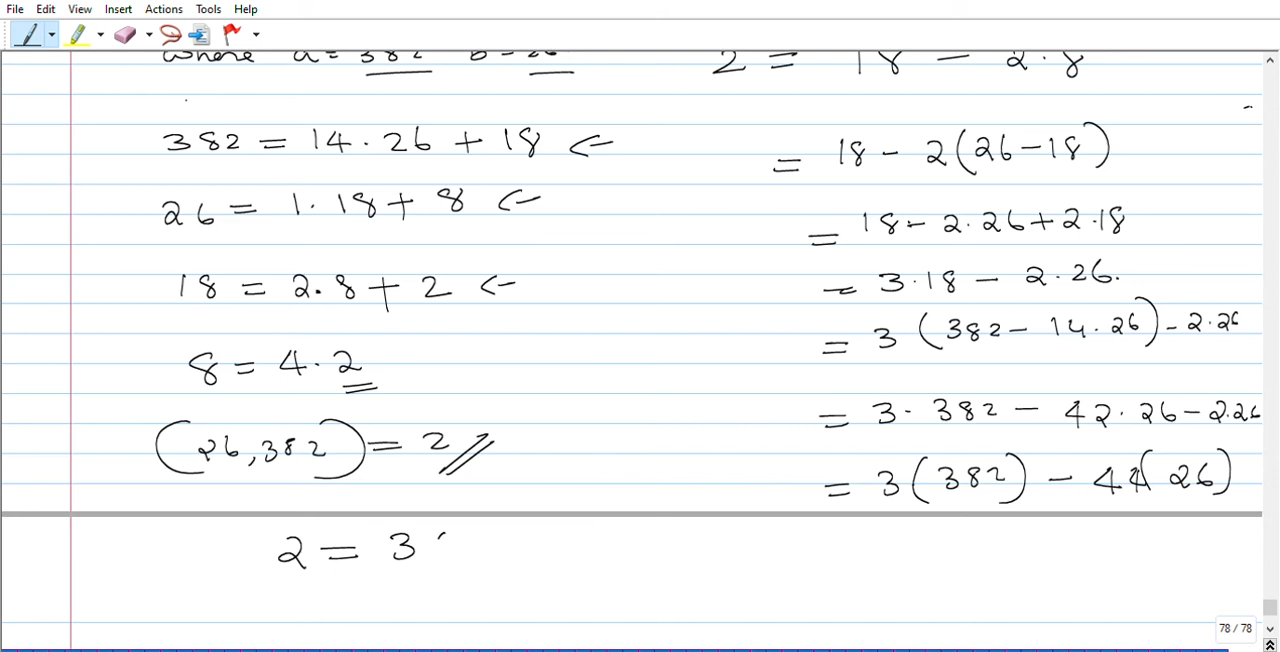 File Edit View Insert Actions Tools Help
where a = 382 b = 26
382 = 14 . 26 + 18 ←
26 = 1 . 18 + 8 ←
18 = 2 . 8 + 2 ←
8 = 4 . 2
(26, 382) = 2
2 = 3
2 = 18 - 2 . 8
= 18 - 2(26 - 18)
= 18 - 2 . 26 + 2 . 18
= 3 . 18 - 2 . 26.
= 3 (382 - 14 . 26) - 2 . 26
= 3 . 382 - 42 . 26 - 2 . 26
= 3(382) - 44(26)
78 / 78